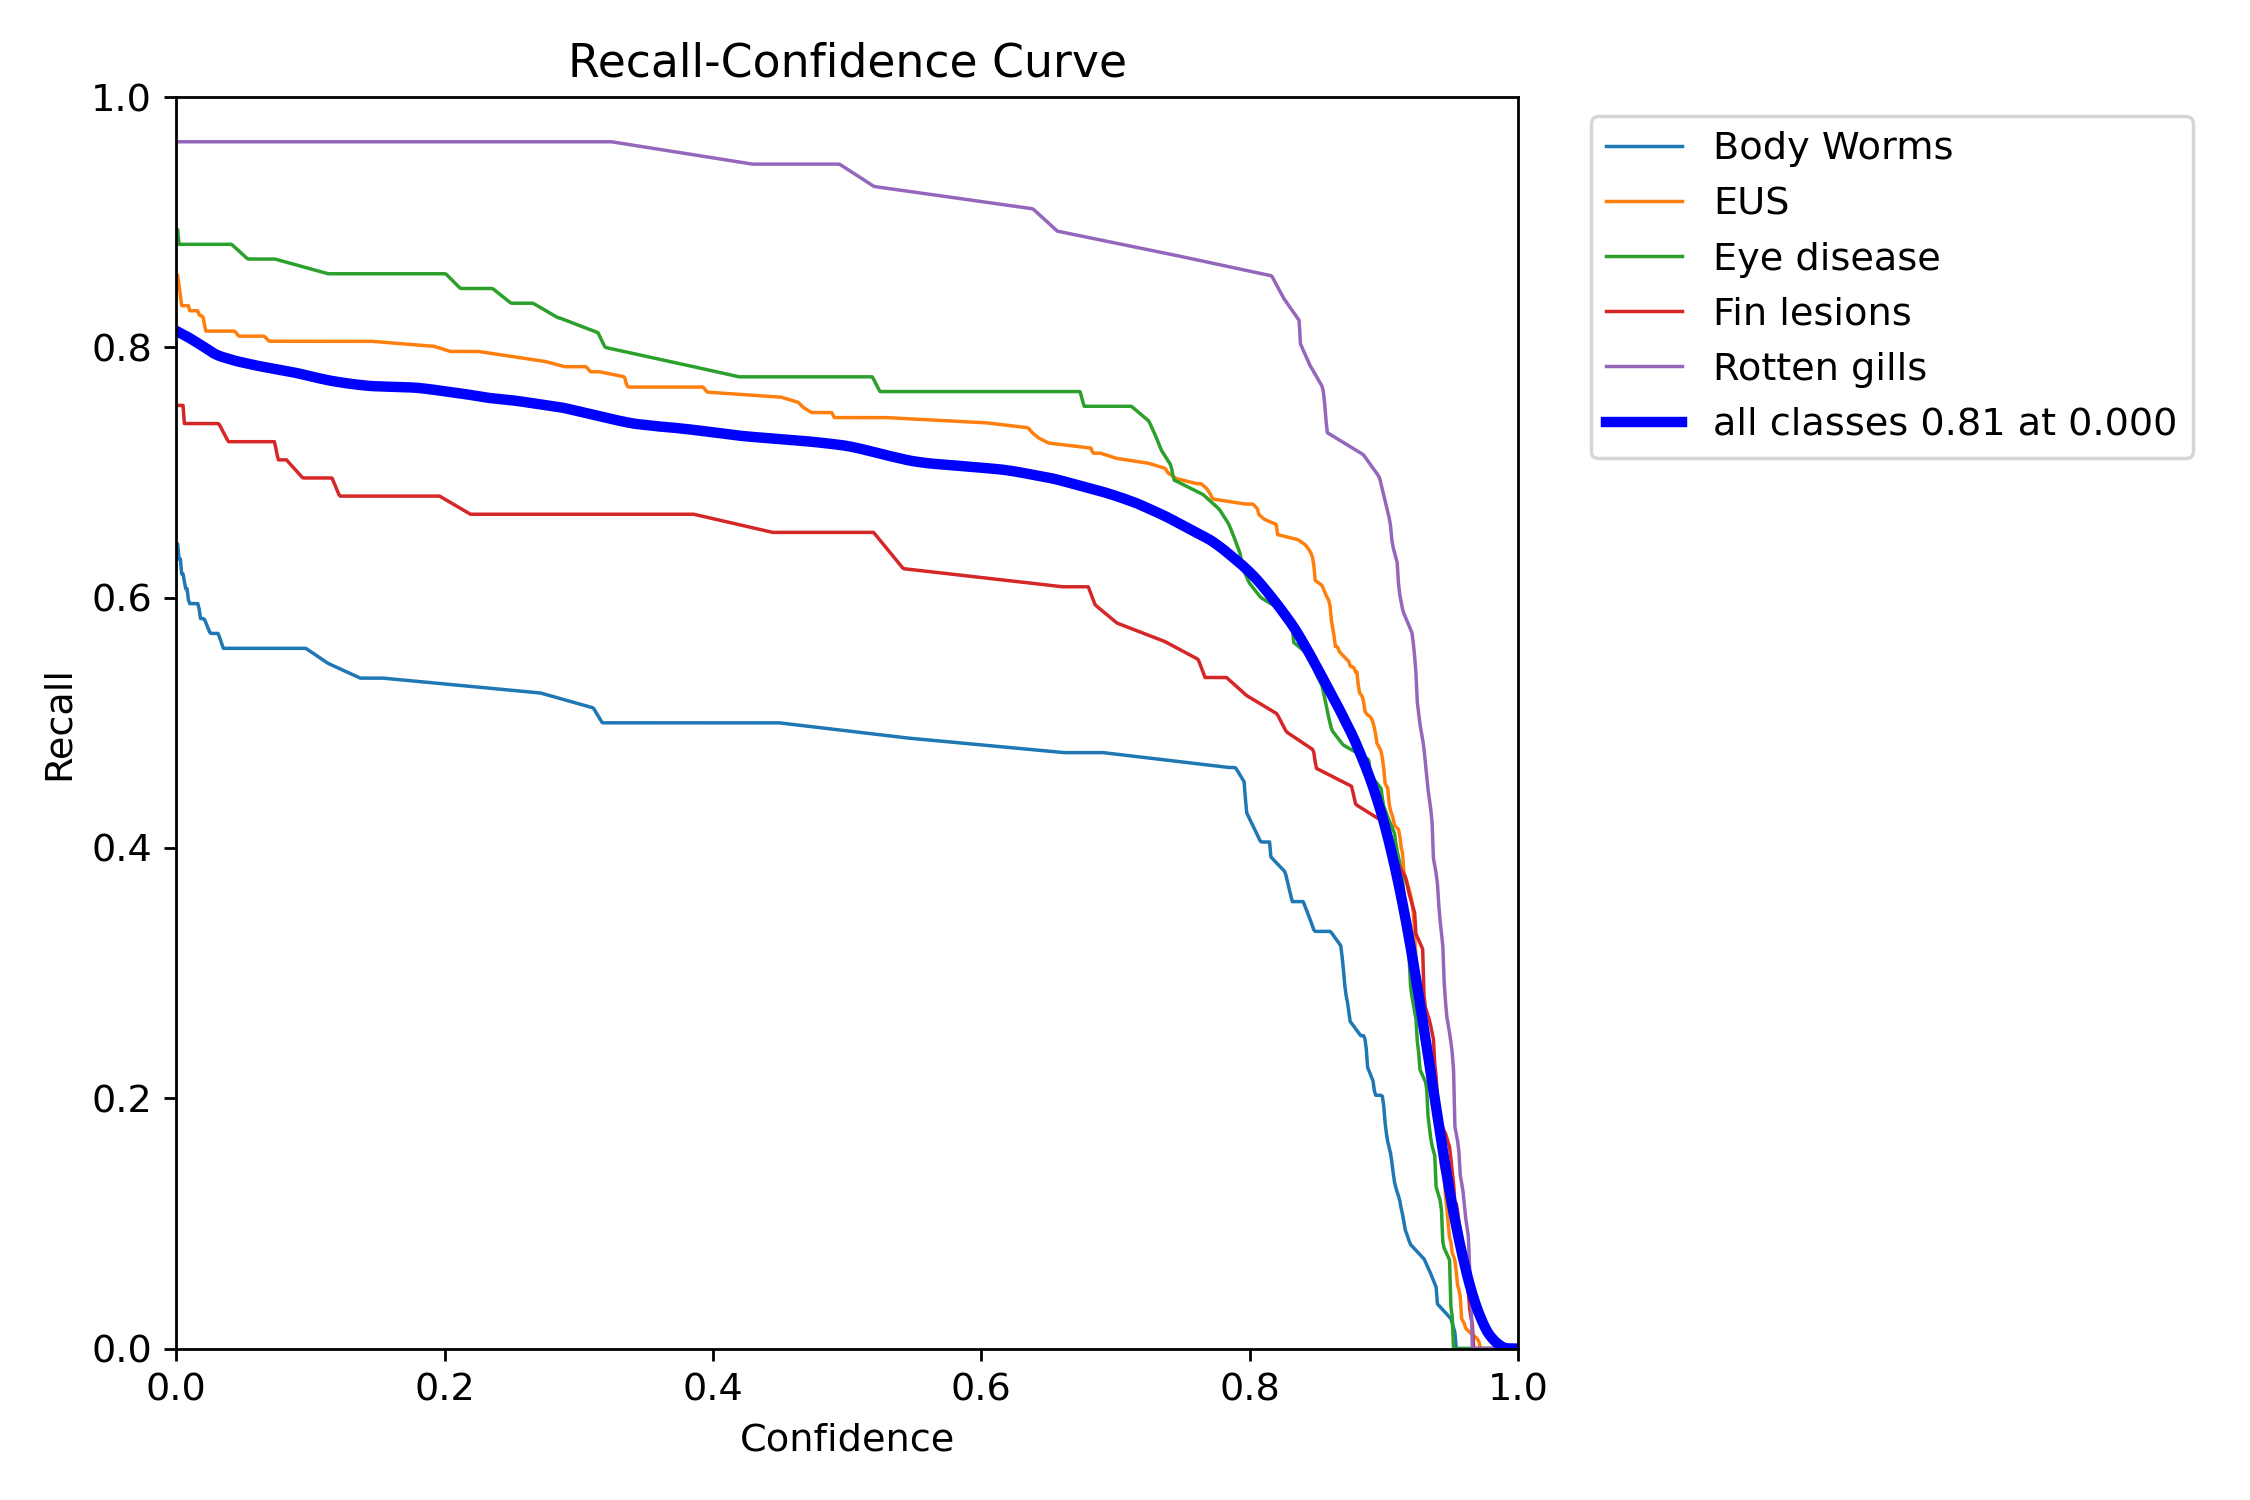 Recall-Confidence Curve
1.0
0.8
0.6
0.4
0.2
0.0
Recall
0.0 0.2 0.4 0.6 0.8 1.0
Confidence
Body Worms
EUS
Eye disease
Fin lesions
Rotten gills
all classes 0.81 at 0.000